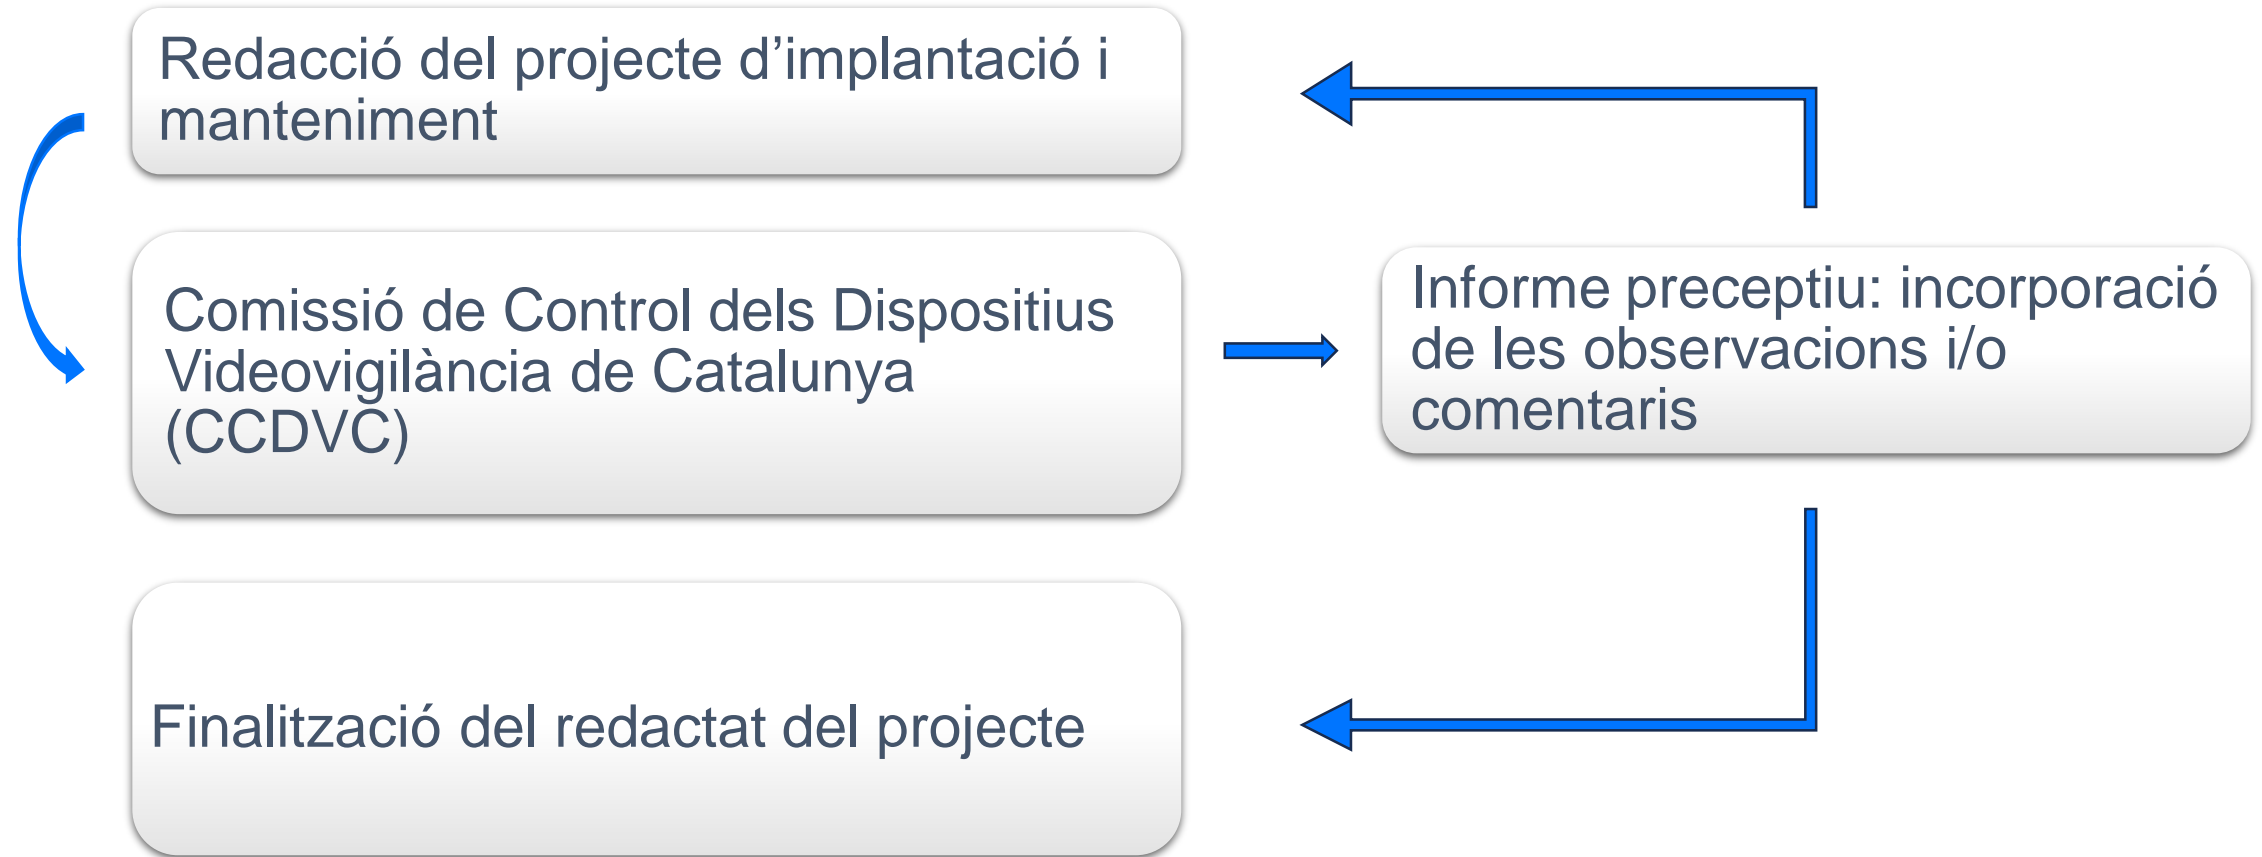 Redacció del projecte d’implantació i
manteniment
Comissió de Control dels Dispositius
Videovigilància de Catalunya
(CCDVC)
Informe preceptiu: incorporació
de les observacions i/o
comentaris
Finalització del redactat del projecte